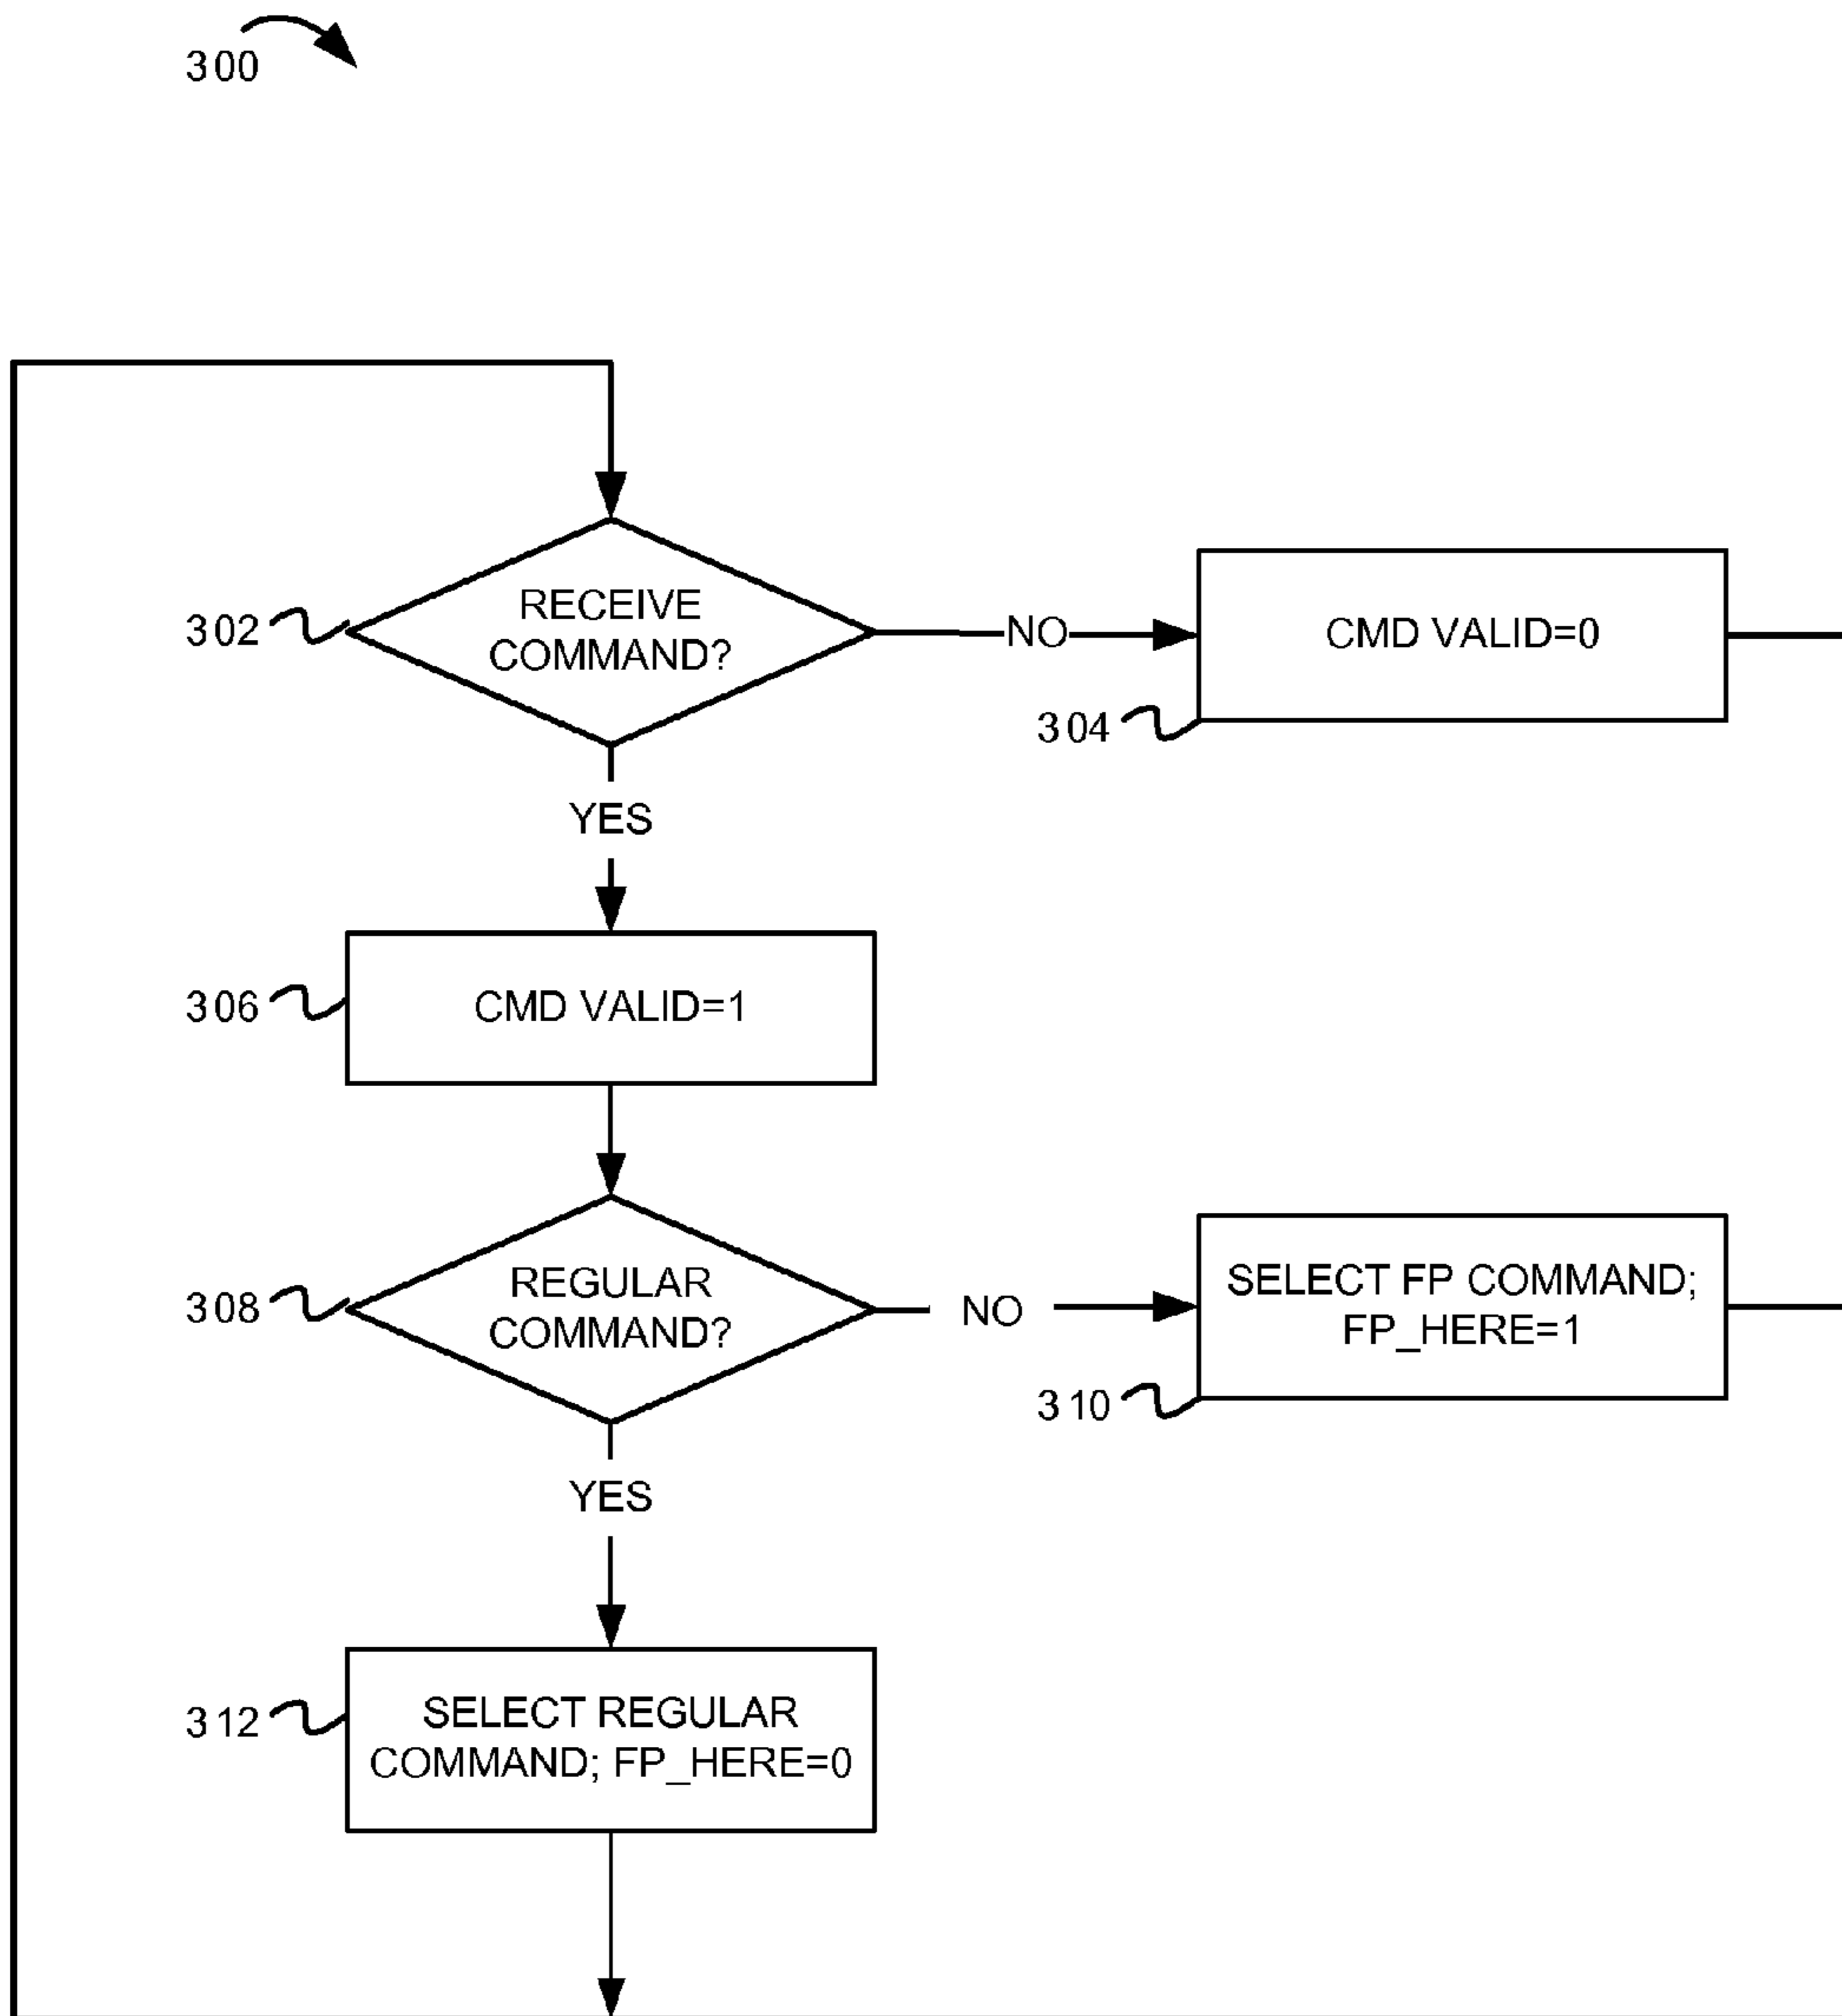 300
302
RECEIVE
COMMAND?
NO
CMD VALID=0
304
YES
306
CMD VALID=1
308
REGULAR
COMMAND?
NO
SELECT FP COMMAND;
FP_HERE=1
310
YES
312
SELECT REGULAR
COMMAND; FP_HERE=0